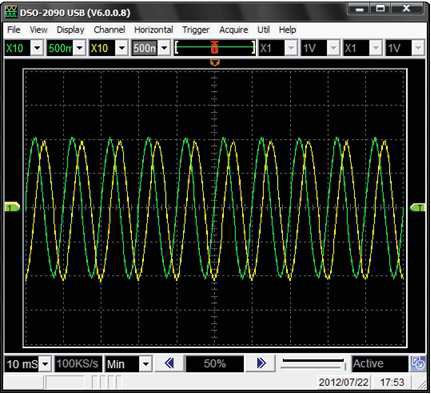 DSO-2090 USB (V6.0.0.8)
File View Display Channel Horizontal Trigger Acquire Util Help
X10 500m X10 500m X1 1V X1 1V
1 T
10 mS 100KS/s Min 50% Active
2012/07/22 17:53